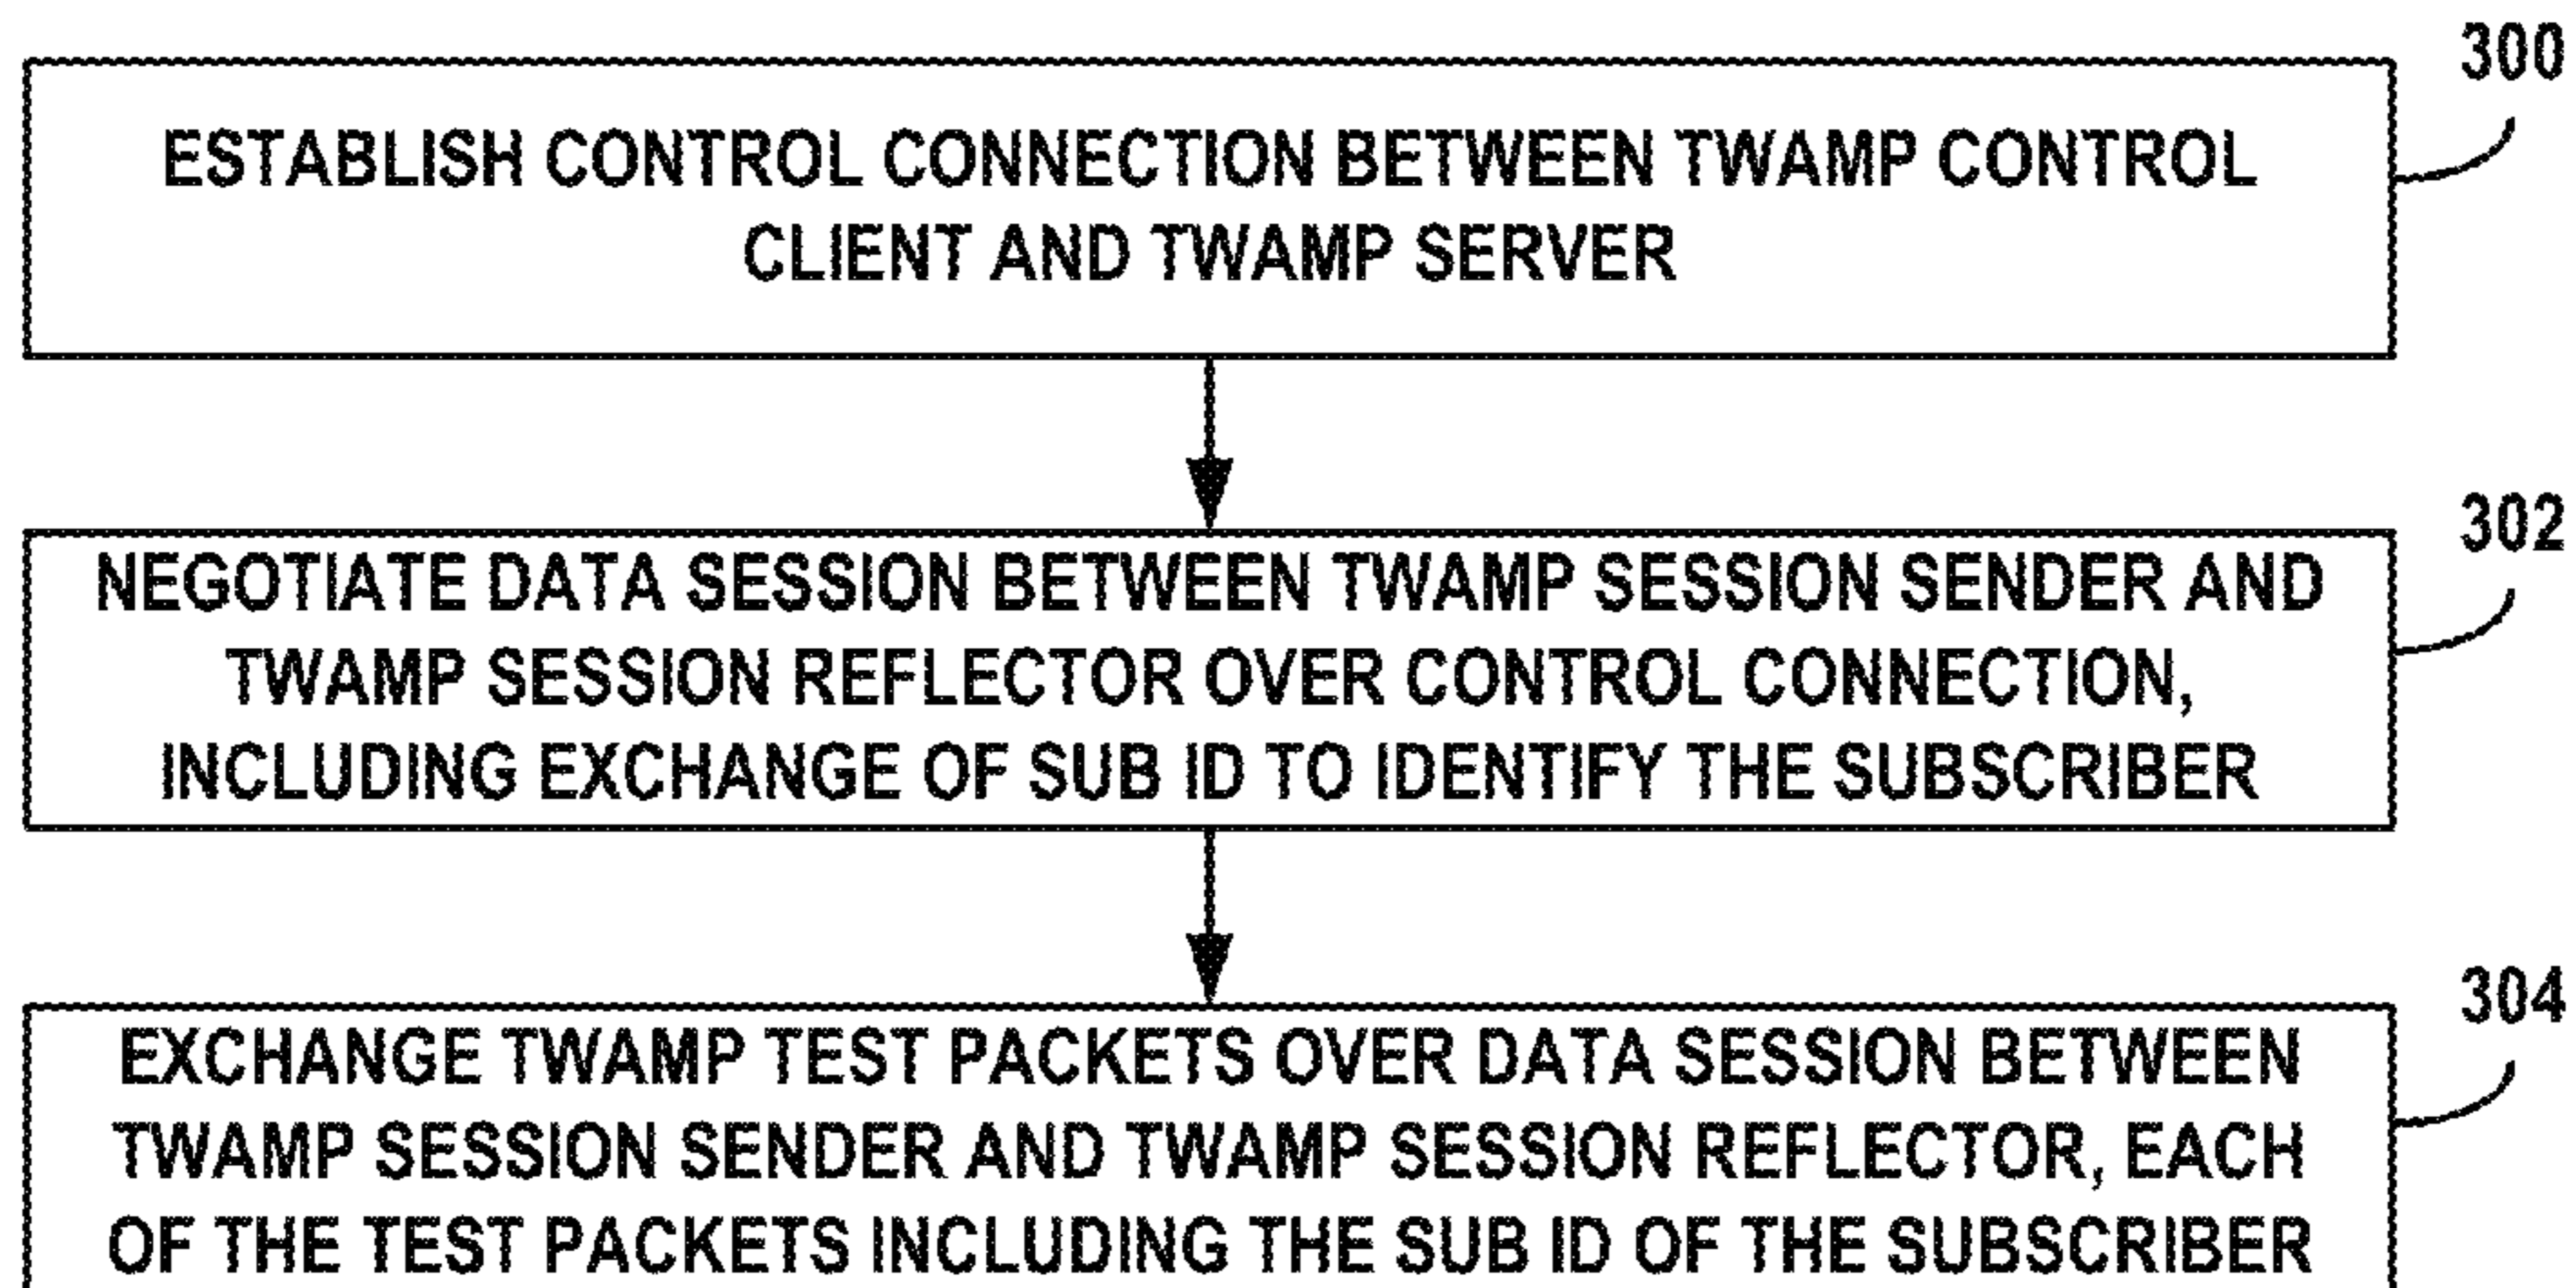 300
ESTABLISH CONTROL CONNECTION BETWEEN TWAMP CONTROL
CLIENT AND TWAMP SERVER
302
NEGOTIATE DATA SESSION BETWEEN TWAMP SESSION SENDER AND
TWAMP SESSION REFLECTOR OVER CONTROL CONNECTION,
INCLUDING EXCHANGE OF SUB ID TO IDENTIFY THE SUBSCRIBER
304
EXCHANGE TWAMP TEST PACKETS OVER DATA SESSION BETWEEN
TWAMP SESSION SENDER AND TWAMP SESSION REFLECTOR, EACH
OF THE TEST PACKETS INCLUDING THE SUB ID OF THE SUBSCRIBER